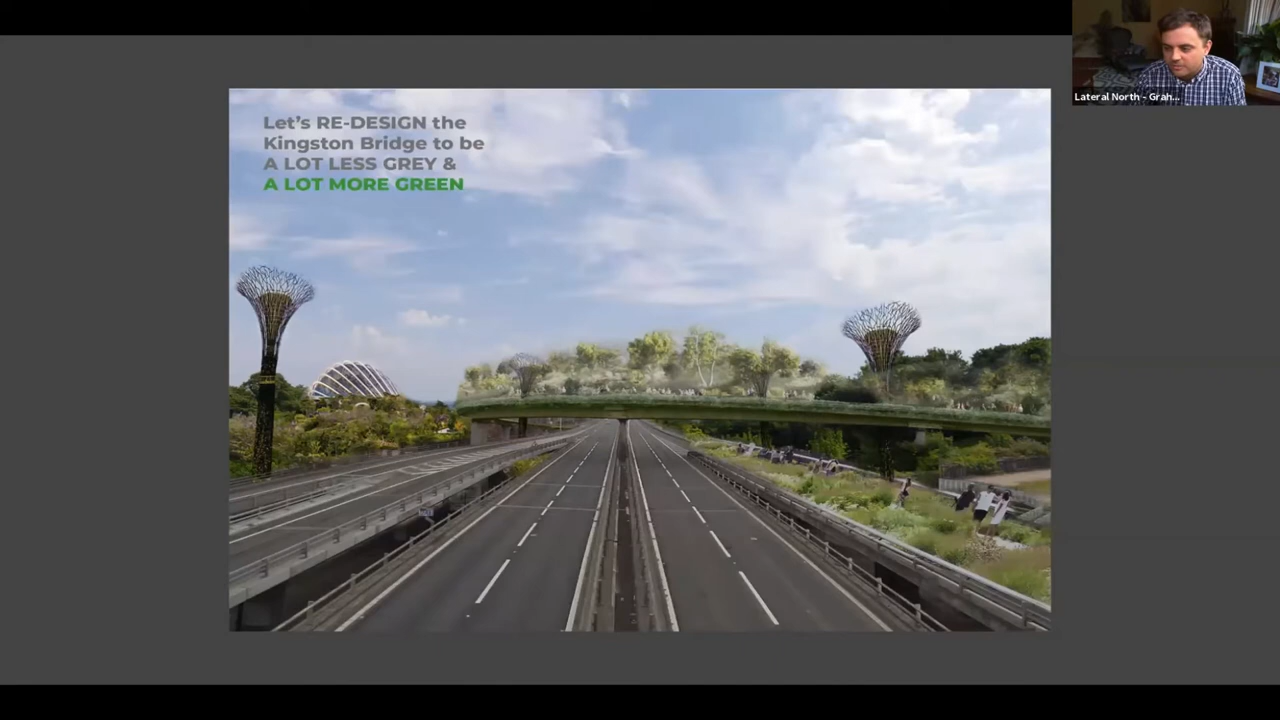 Let's RE-DESIGN the
Kingston Bridge to be
A LOT LESS GREY &
A LOT MORE GREEN
Lateral North - Grah...